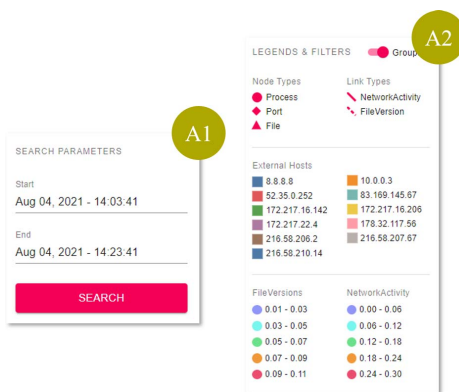 A1
SEARCH PARAMETERS
Start
Aug 04, 2021 - 14:03:41
End
Aug 04, 2021 - 14:23:41
SEARCH
A2
LEGENDS & FILTERS
Group
Node Types
Process
Port
File
Link Types
NetworkActivity
FileVersion
External Hosts
8.8.8.8
52.35.0.252
172.217.16.142
172.217.22.4
216.58.206.2
216.58.210.14
10.0.0.3
83.169.145.67
172.217.16.206
178.32.117.56
216.58.207.67
FileVersions
0.01 - 0.03
0.03 - 0.05
0.05 - 0.07
0.07 - 0.09
0.09 - 0.11
NetworkActivity
0.00 - 0.06
0.06 - 0.12
0.12 - 0.18
0.18 - 0.24
0.24 - 0.30